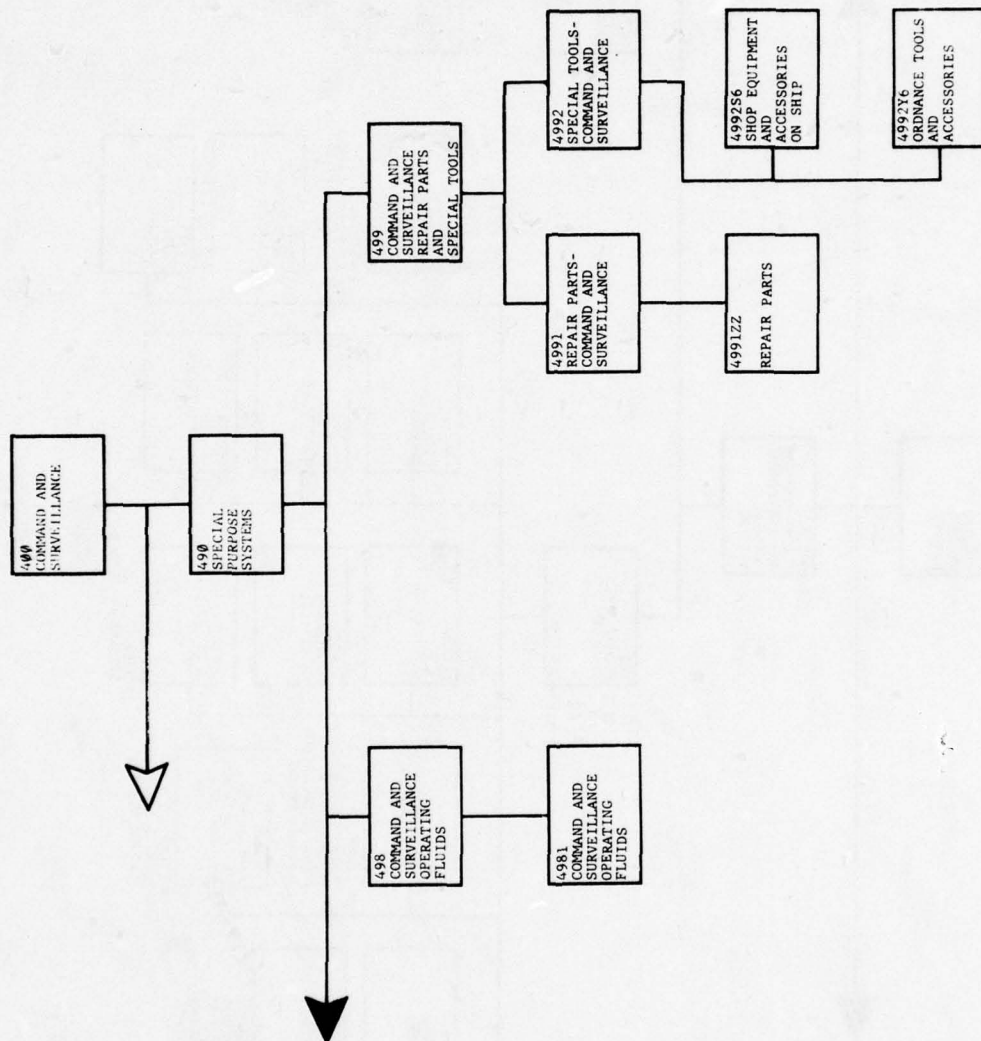 400
COMMAND AND
SURVEILLANCE
490
SPECIAL
PURPOSE
SYSTEMS
498
COMMAND AND
SURVEILLANCE
OPERATING
FLUIDS
4981
COMMAND AND
SURVEILLANCE
OPERATING
FLUIDS
499
COMMAND AND
SURVEILLANCE
REPAIR PARTS
AND
SPECIAL TOOLS
4991
REPAIR PARTS-
COMMAND AND
SURVEILLANCE
4991ZZ
REPAIR PARTS
4992
SPECIAL TOOLS-
COMMAND AND
SURVEILLANCE
4992S6
SHOP EQUIPMENT
AND
ACCESSORIES
ON SHIP
4992Y6
ORDNANCE TOOLS
AND
ACCESSORIES